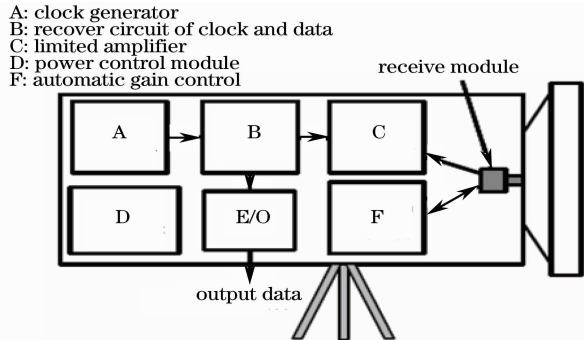 A: clock generator
B: recover circuit of clock and data
C: limited amplifier
D: power control module
F: automatic gain control
receive module
A
B
C
D
E/O
F
output data